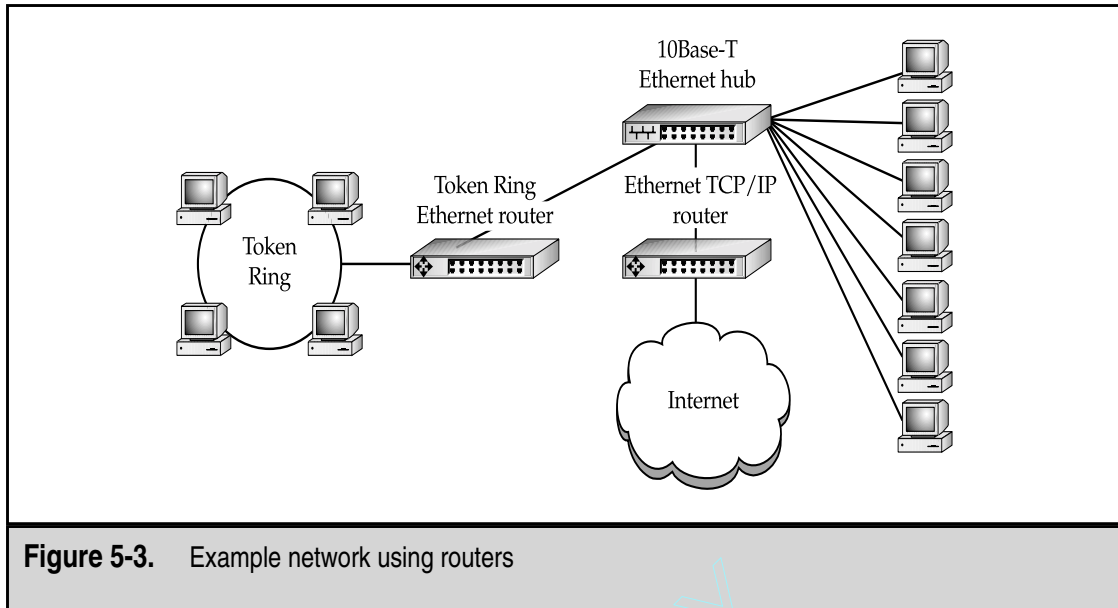 10Base-T
Ethernet hub
Token Ring
Ethernet router
Ethernet TCP/IP
router
Token
Ring
Internet
Figure 5-3. Example network using routers